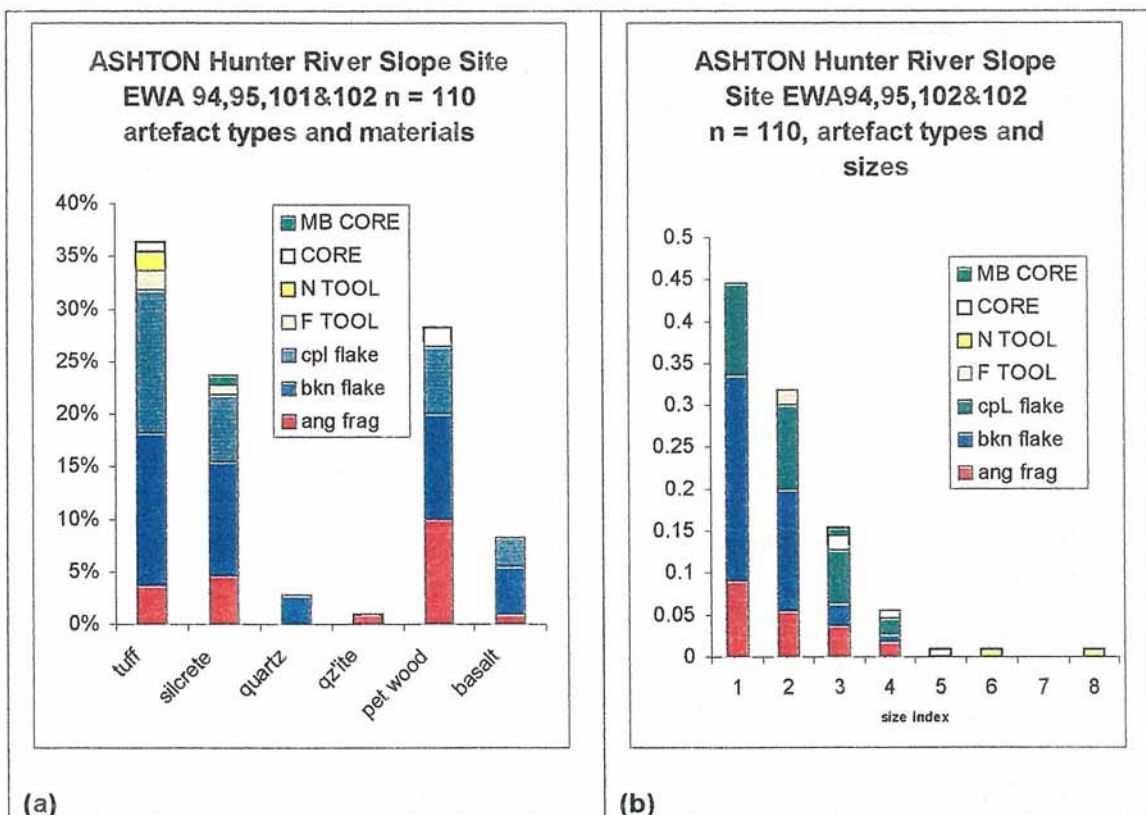 ASHTON Hunter River Slope Site
EWA 94,95,101&102 n = 110
artefact types and materials
40%
35%
30%
25%
20%
15%
10%
5%
0%
MB CORE
CORE
N TOOL
F TOOL
cpl flake
bkn flake
ang frag
tuff
silcrete
quartz
qz'ite
pet wood
basalt
(a)
ASHTON Hunter River Slope
Site EWA94,95,102&102
n = 110, artefact types and
sizes
0.5
0.45
0.4
0.35
0.3
0.25
0.2
0.15
0.1
0.05
0
MB CORE
CORE
N TOOL
F TOOL
cpL flake
bkn flake
ang frag
1 2 3 4 5 6 7 8
size index
(b)